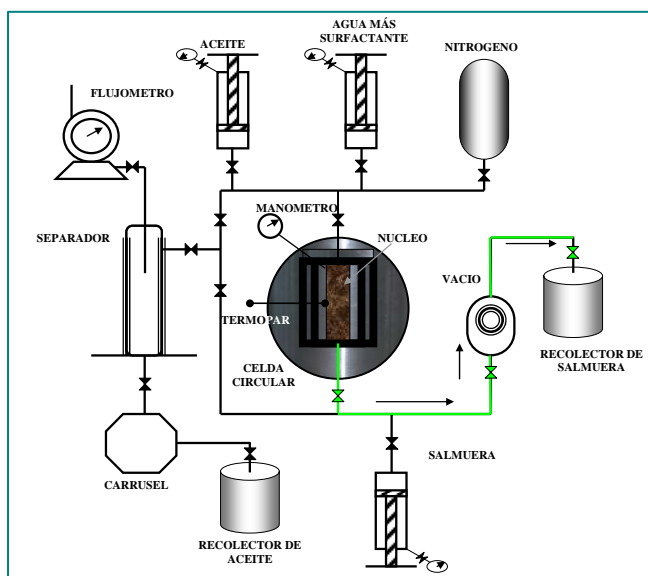 ACEITE
AGUA MÁS
SURFACTANTE
NITROGENO
FLUJOMETRO
MANOMETRO
NUCLEO
SEPARADOR
VACIO
TERMOPAR
CELDA
CIRCULAR
RECOLECTOR DE
SALMUERA
SALMUERA
CARRUSEL
RECOLECTOR DE
ACEITE